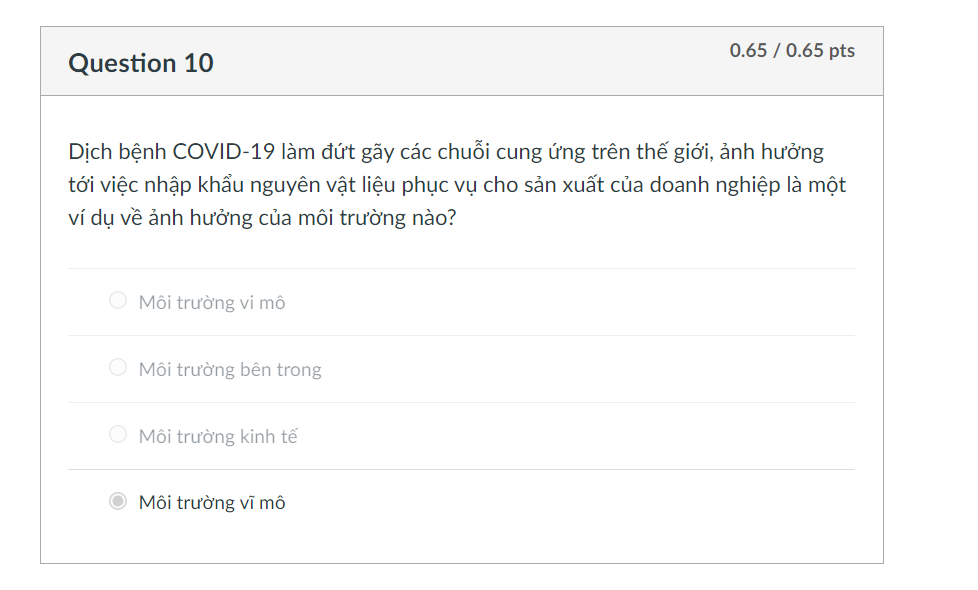 Question 10
0.65 / 0.65 pts
Dịch bệnh COVID-19 làm đứt gãy các chuỗi cung ứng trên thế giới, ảnh hưởng
tới việc nhập khẩu nguyên vật liệu phục vụ cho sản xuất của doanh nghiệp là một
ví dụ về ảnh hưởng của môi trường nào?
Môi trường vi mô
Môi trường bên trong
Môi trường kinh tế
Môi trường vĩ mô